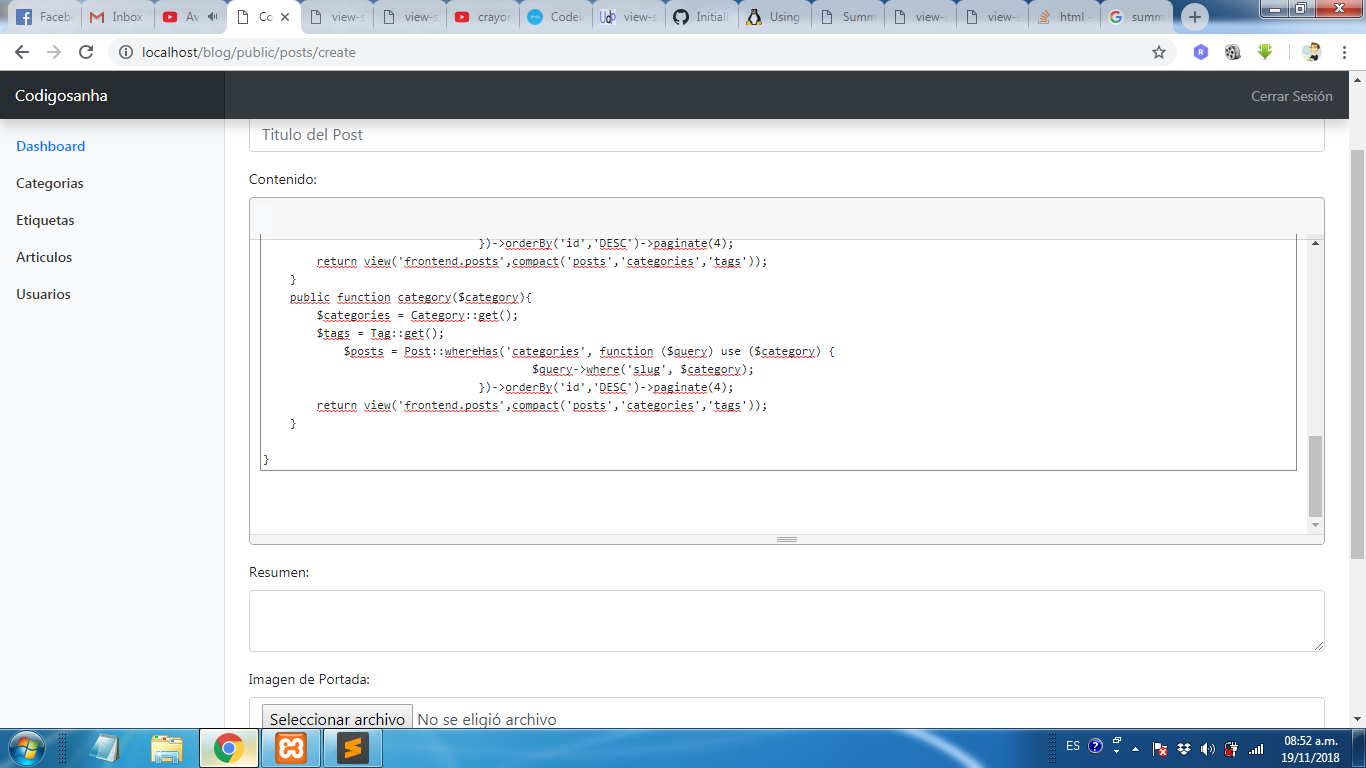 Faceb
Inbox
Av
Co
view-s
view-s
crayor
Codei
view-s
Initiali
Using
Summ
view-s
view-s
html -
summ
localhost/blog/public/posts/create
Codigosanha
Cerrar Sesión
Dashboard
Categorias
Etiquetas
Articulos
Usuarios
Titulo del Post
Contenido:
})->orderBy('id','DESC')->paginate(4);
return view('frontend.posts',compact('posts','categories','tags'));
}
public function category($category){
$categories = Category::get();
$tags = Tag::get();
$posts = Post::whereHas('categories', function ($query) use ($category) {
$query->where('slug', $category);
})->orderBy('id','DESC')->paginate(4);
return view('frontend.posts',compact('posts','categories','tags'));
}
}
Resumen:
Imagen de Portada:
Seleccionar archivo No se eligió archivo
ES
08:52 a.m.
19/11/2018